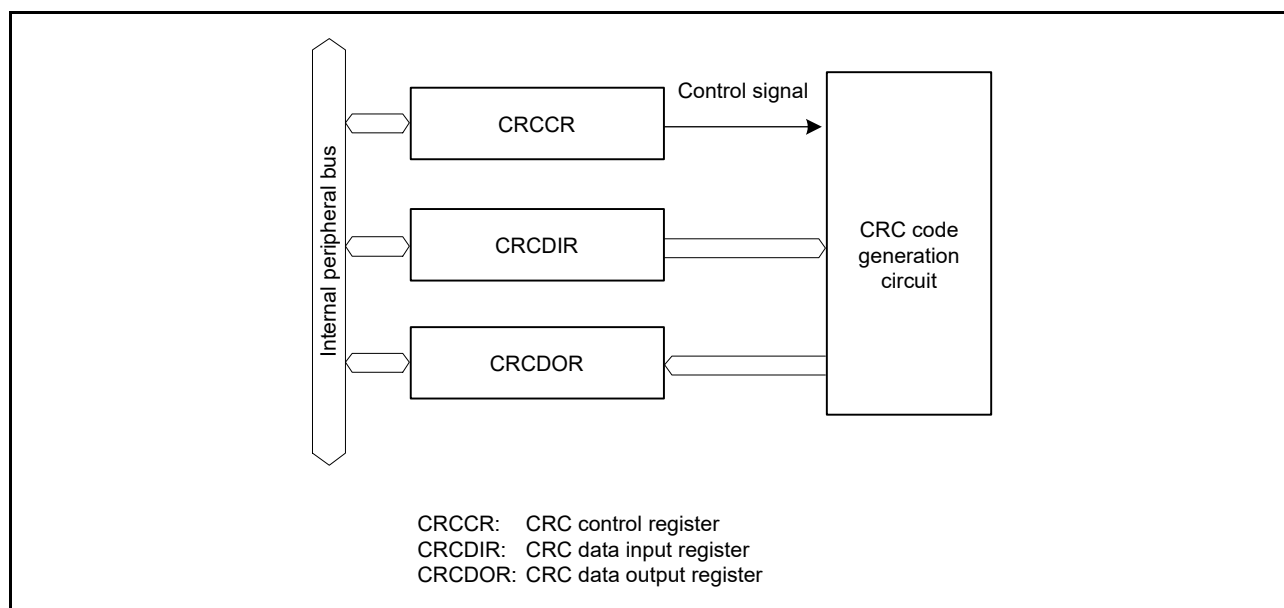 Control signal
CRCCR
Internal peripheral bus
CRCDIR
CRC code
generation
circuit
CRCDOR
CRCCR: CRC control register
CRCDIR: CRC data input register
CRCDOR: CRC data output register